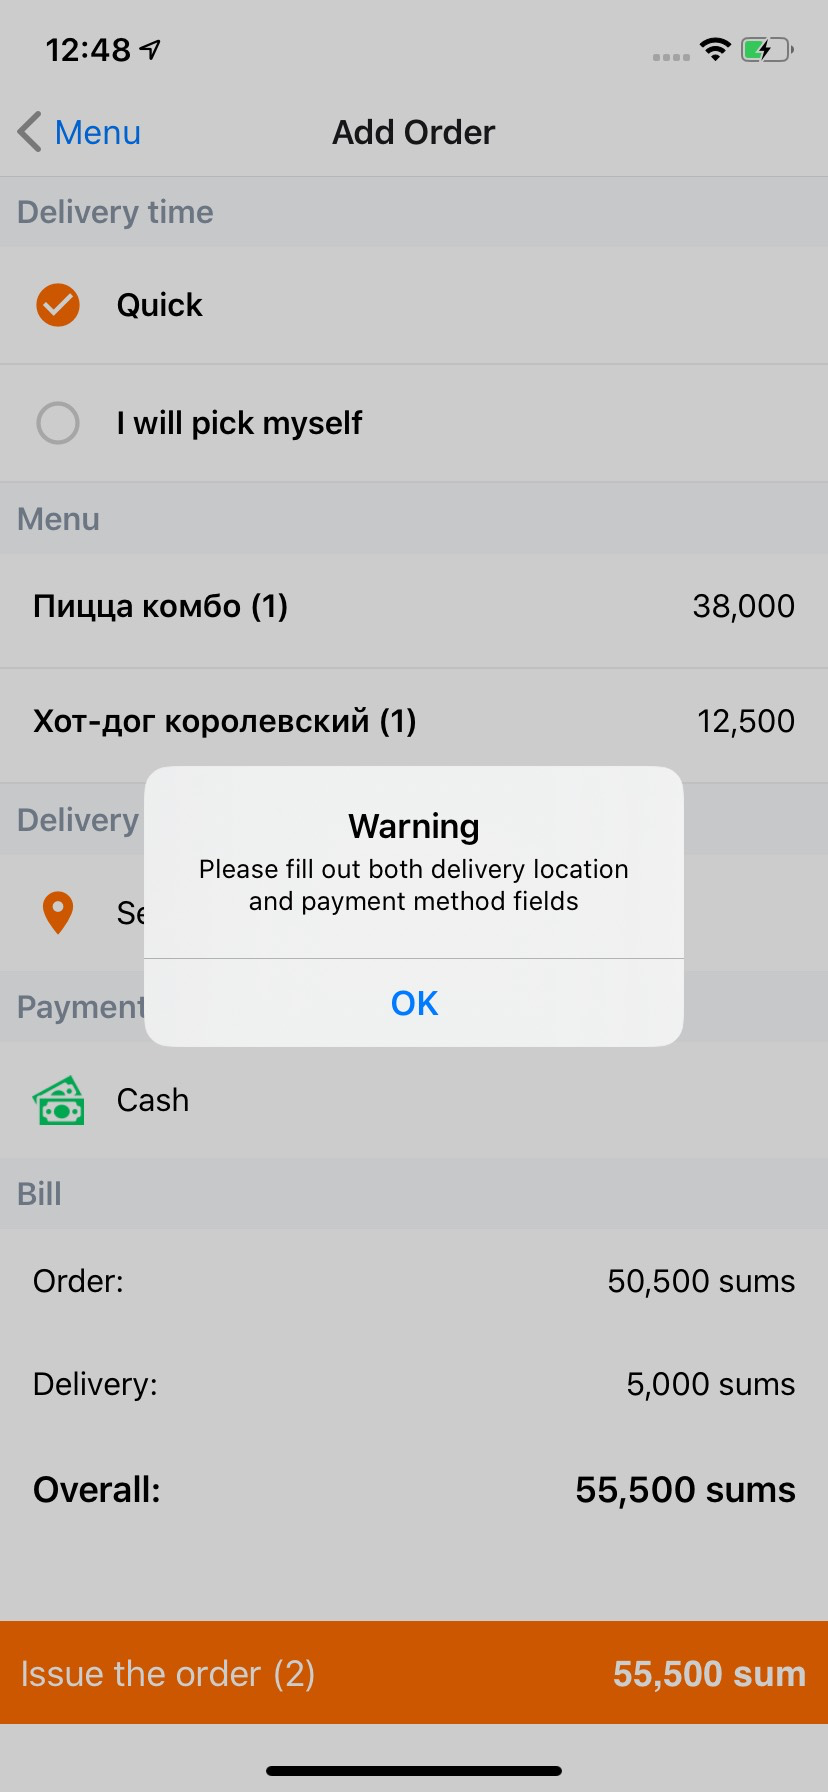 12:48
Menu
Add Order
Delivery time
Quick
I will pick myself
Menu
Пицца комбо (1) 38,000
Хот-дог королевский (1) 12,500
Delivery
Warning
Please fill out both delivery location
and payment method fields
OK
Payment
Cash
Bill
Order: 50,500 sums
Delivery: 5,000 sums
Overall: 55,500 sums
Issue the order (2) 55,500 sum